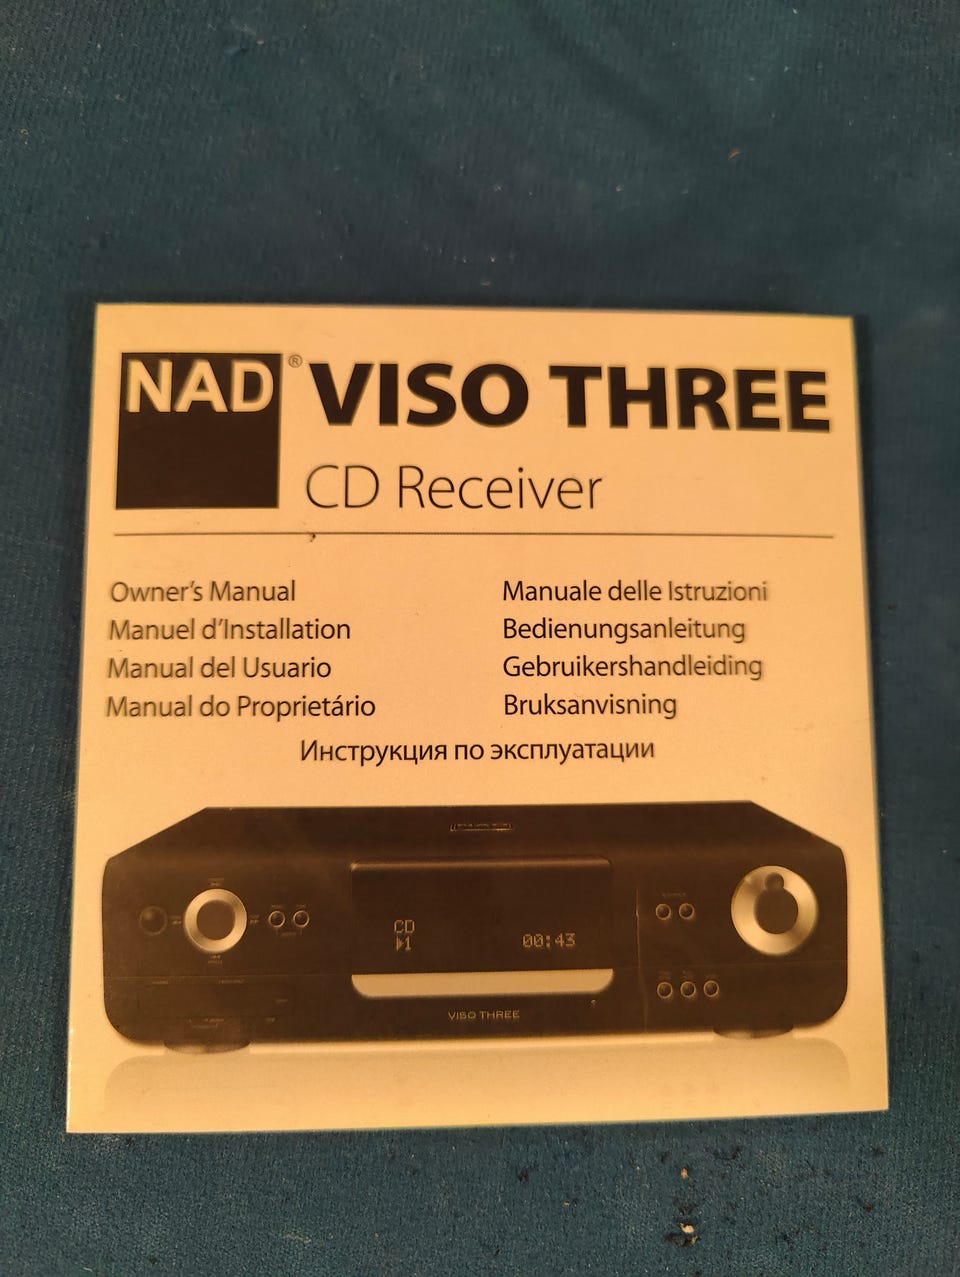 NAD® VISO THREE
CD Receiver
Owner's Manual
Manuel d'Installation
Manual del Usuario
Manual do Proprietário
Manuale delle Istruzioni
Bedienungsanleitung
Gebruikershandleiding
Bruksanvisning
Инструкция по эксплуатации
CD
1
00:43
VISO THREE